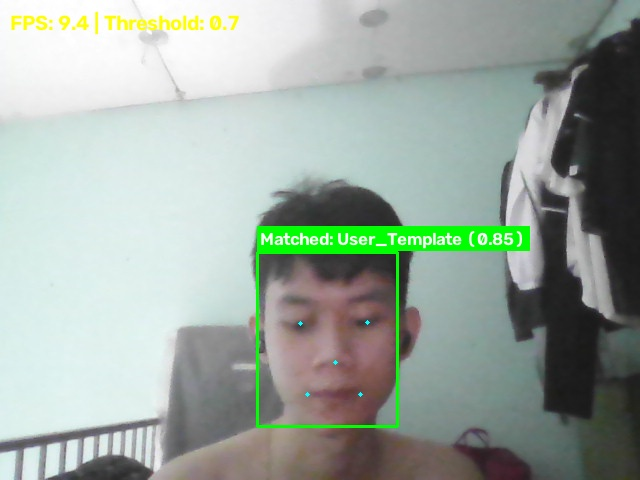 FPS: 9.4 | Threshold: 0.7
Matched: User_Template (0.85)